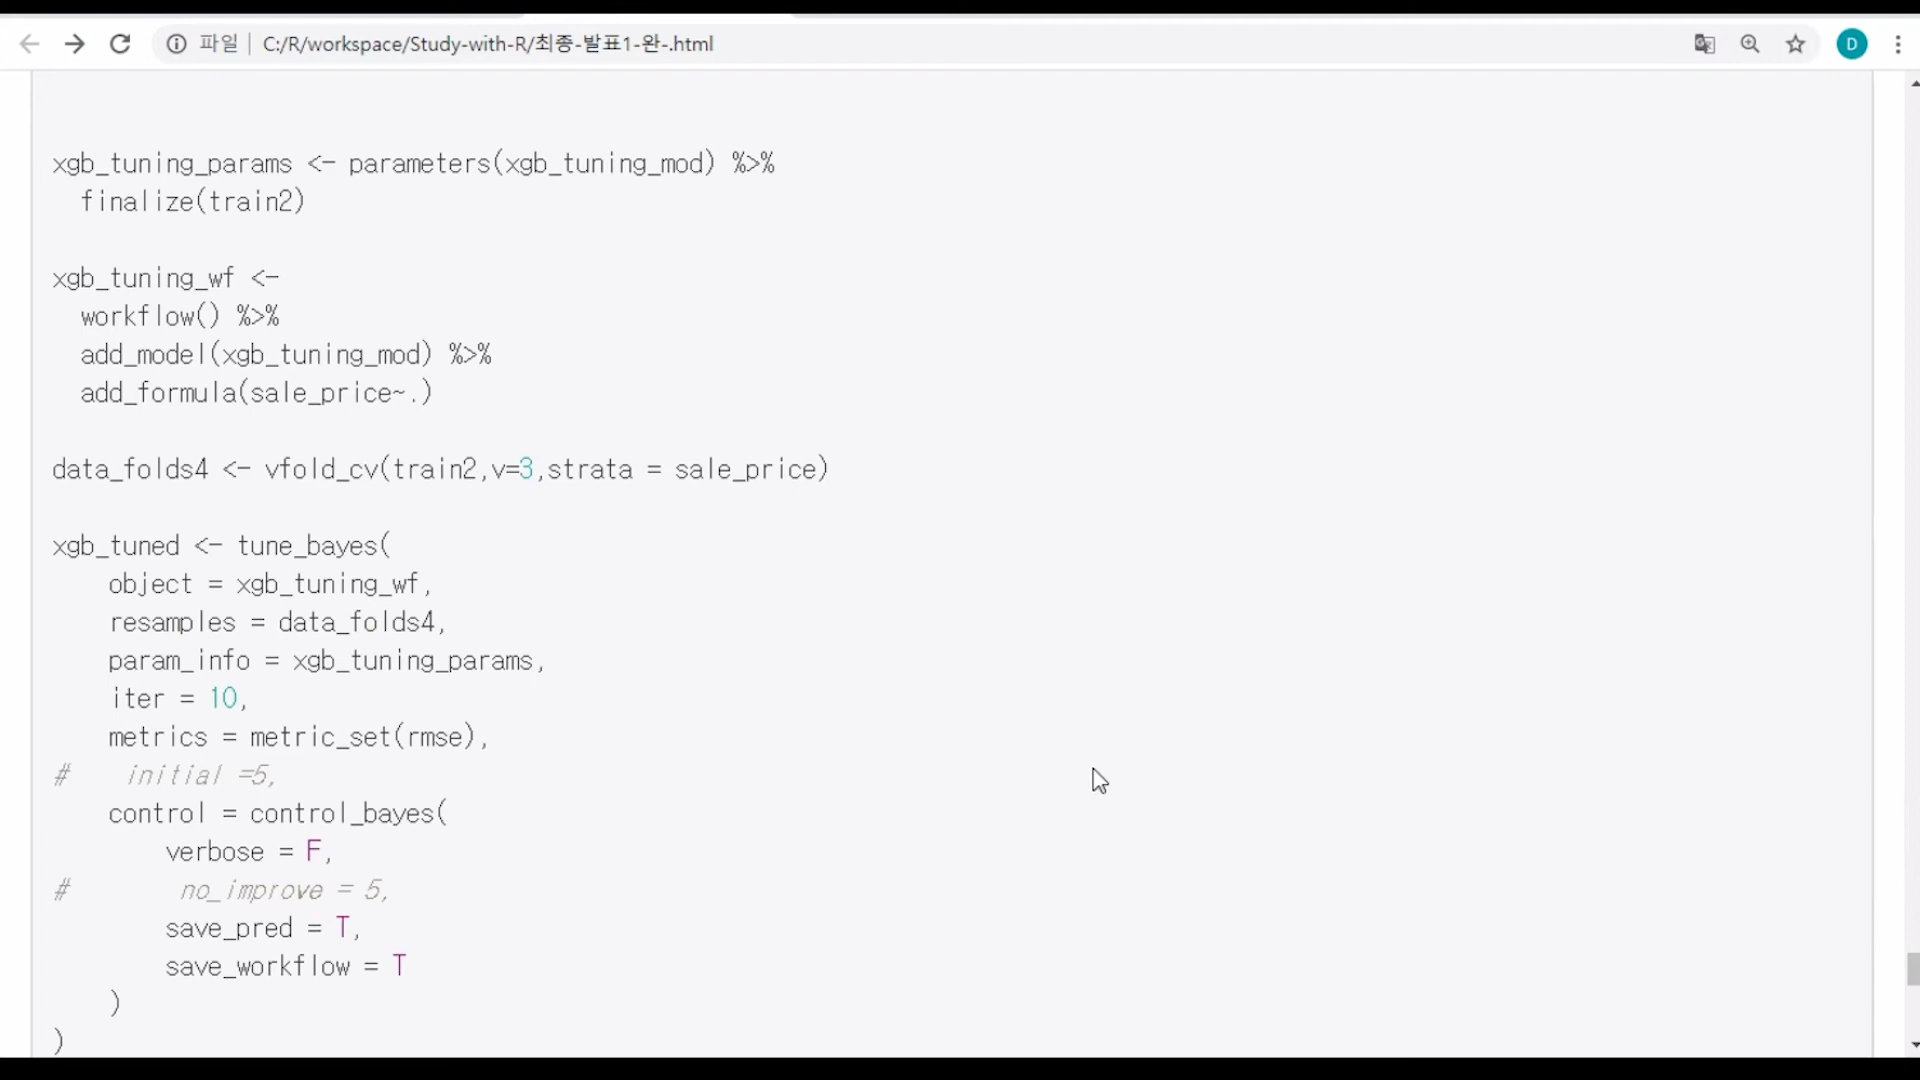 파일 C:/R/workspace/Study-with-R/최종-발표1-완-.html D
xgb_tuning_params <- parameters(xgb_tuning_mod) %>%
  finalize(train2)
xgb_tuning_wf <-
  workflow() %>%
  add_model(xgb_tuning_mod) %>%
  add_formula(sale_price~.)
data_folds4 <- vfold_cv(train2,v=3,strata = sale_price)
xgb_tuned <- tune_bayes(
    object = xgb_tuning_wf,
    resamples = data_folds4,
    param_info = xgb_tuning_params,
    iter = 10,
    metrics = metric_set(rmse),
#    initial =5,
    control = control_bayes(
        verbose = F,
#        no_improve = 5,
        save_pred = T,
        save_workflow = T
    )
)